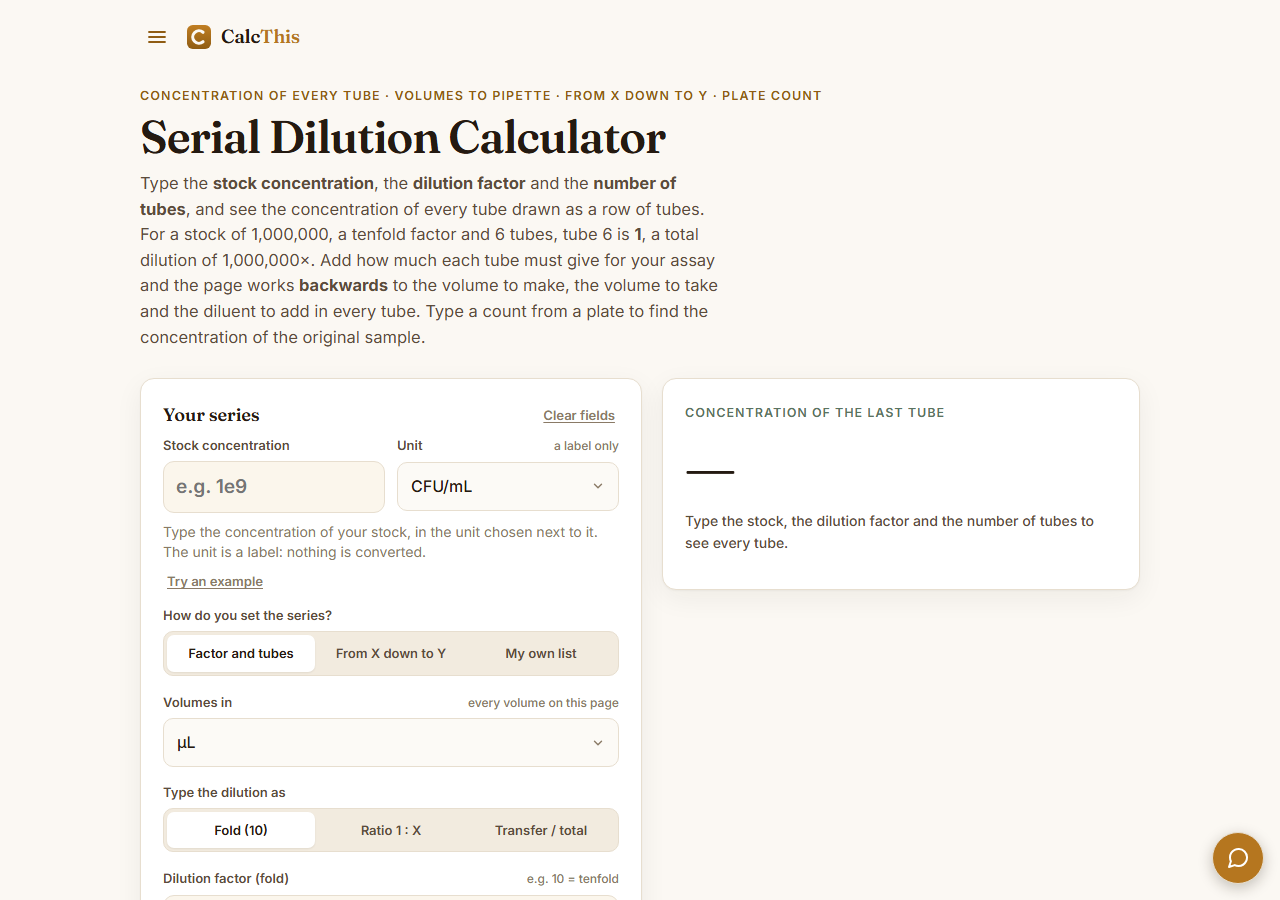 CalcThis
CONCENTRATION OF EVERY TUBE · VOLUMES TO PIPETTE · FROM X DOWN TO Y · PLATE COUNT
Serial Dilution Calculator
Type the stock concentration, the dilution factor and the number of
tubes, and see the concentration of every tube drawn as a row of tubes.
For a stock of 1,000,000, a tenfold factor and 6 tubes, tube 6 is 1, a total
dilution of 1,000,000×. Add how much each tube must give for your assay
and the page works backwards to the volume to make, the volume to take
and the diluent to add in every tube. Type a count from a plate to find the
concentration of the original sample.
Your series
Clear fields
Stock concentration
Unit
a label only
e.g. 1e9
CFU/mL
Type the concentration of your stock, in the unit chosen next to it.
The unit is a label: nothing is converted.
Try an example
How do you set the series?
Factor and tubes
From X down to Y
My own list
Volumes in
every volume on this page
µL
Type the dilution as
Fold (10)
Ratio 1 : X
Transfer / total
Dilution factor (fold)
e.g. 10 = tenfold
CONCENTRATION OF THE LAST TUBE
—
Type the stock, the dilution factor and the number of tubes to
see every tube.